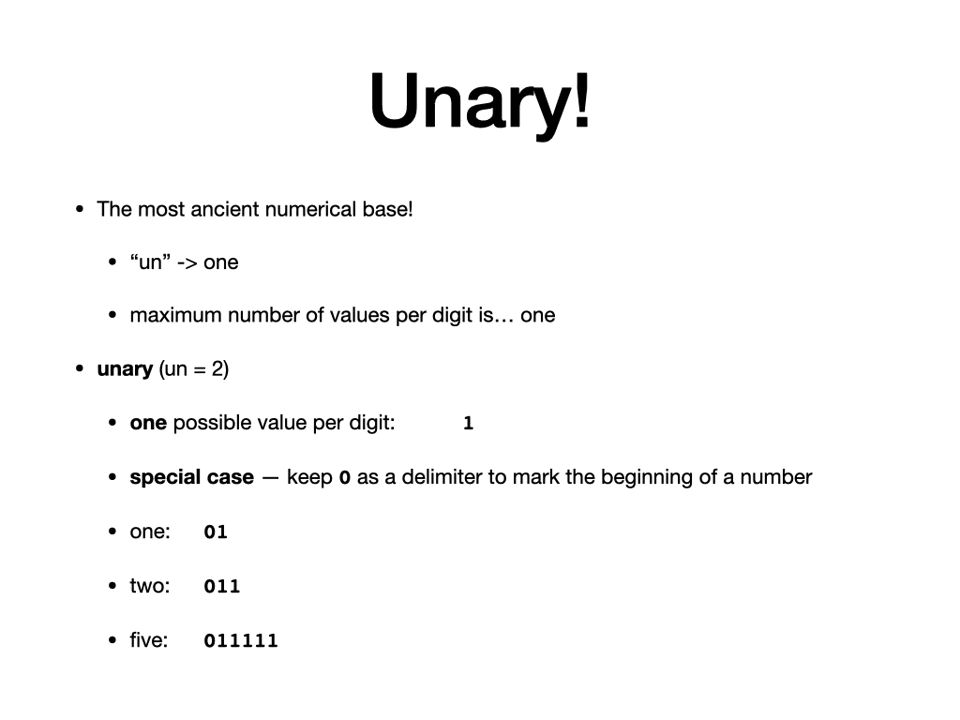 Unary!
• The most ancient numerical base!
• “un” -> one
• maximum number of values per digit is… one
• unary (un = 2)
• one possible value per digit: 1
• special case — keep 0 as a delimiter to mark the beginning of a number
• one: 01
• two: 011
• five: 011111